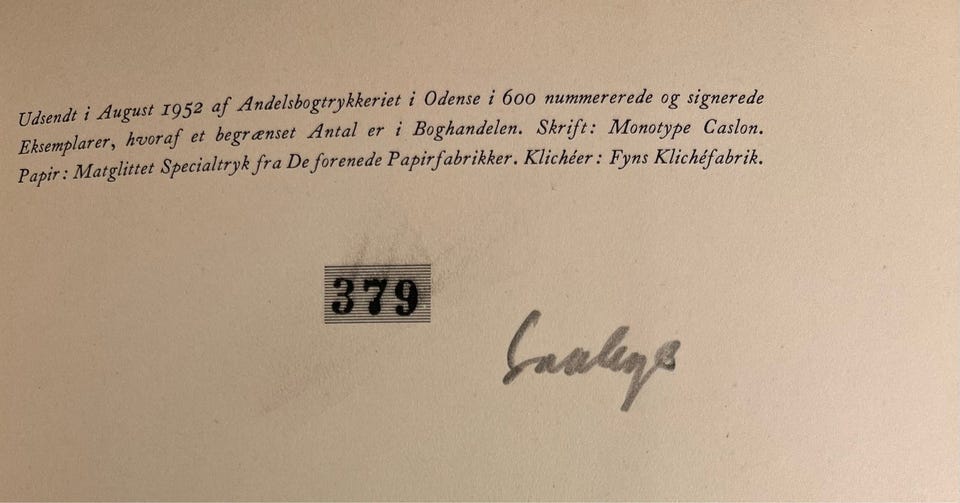 Udsendt i August 1952 af Andelsbogtrykkeriet i Odense i 600 nummererede og signerede
Eksemplarer, hvoraf et begrænset Antal er i Boghandelen. Skrift: Monotype Caslon.
Papir: Matglittet Specialtryk fra De forenede Papirfabrikker. Klichéer: Fyns Klichéfabrik.
379